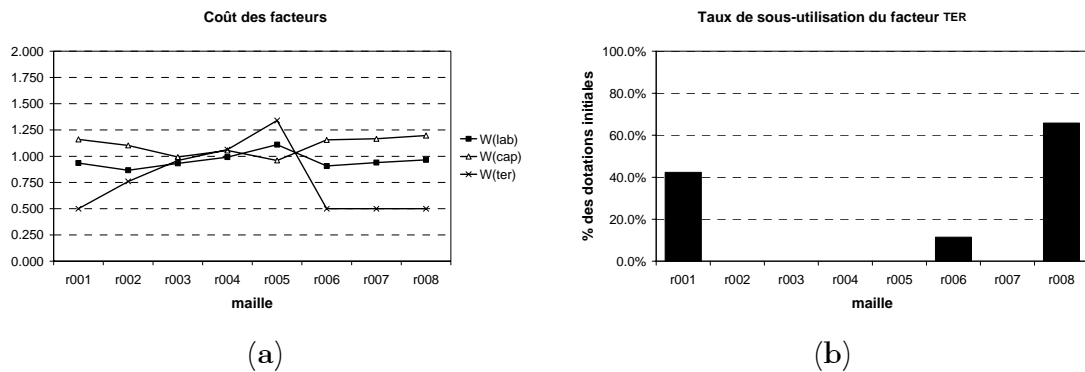 Coût des facteurs
2.000
1.750
1.500
1.250
1.000
0.750
0.500
0.250
0.000
r001 r002 r003 r004 r005 r006 r007 r008
maille
W(lab)
W(cap)
W(ter)
(a)
Taux de sous-utilisation du facteur TER
% des dotations initiales
100.0%
80.0%
60.0%
40.0%
20.0%
0.0%
r001 r002 r003 r004 r005 r006 r007 r008
maille
(b)